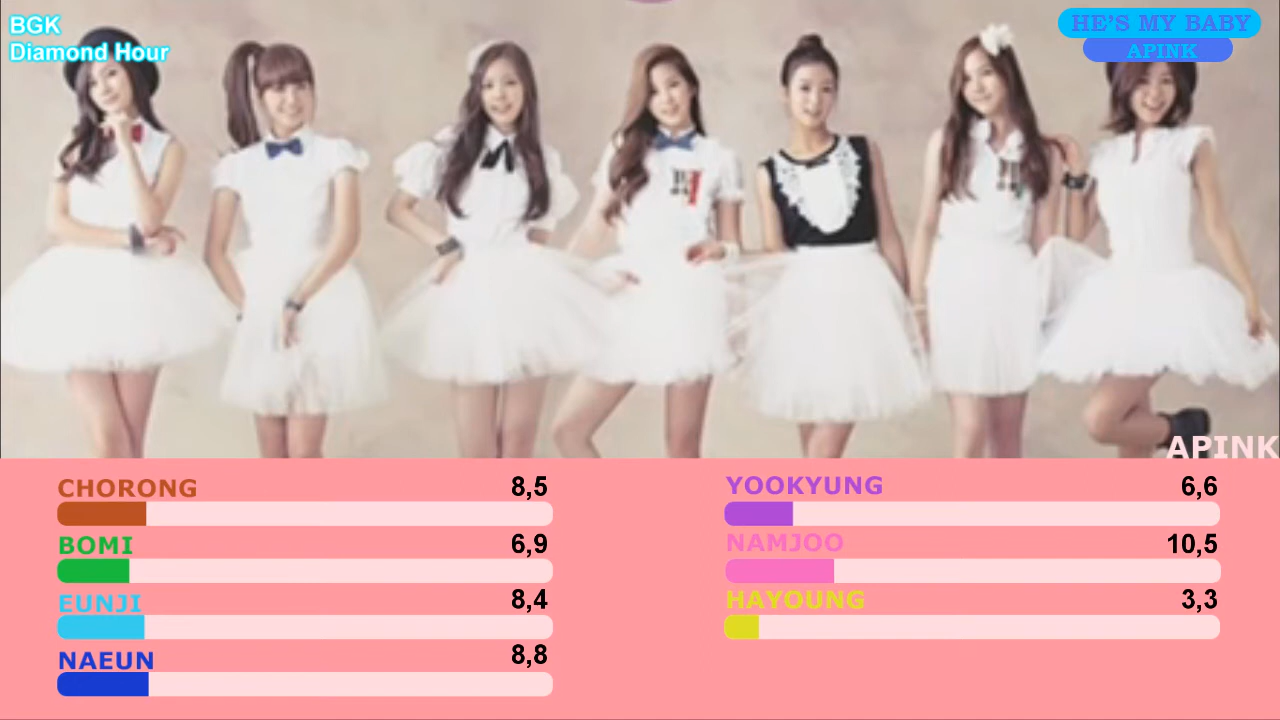 BGK
Diamond Hour
HE'S MY BABY
APINK
APINK
CHORONG 8,5
BOMI 6,9
EUNJI 8,4
NAEUN 8,8
YOOKYUNG 6,6
NAMJOO 10,5
HAYOUNG 3,3